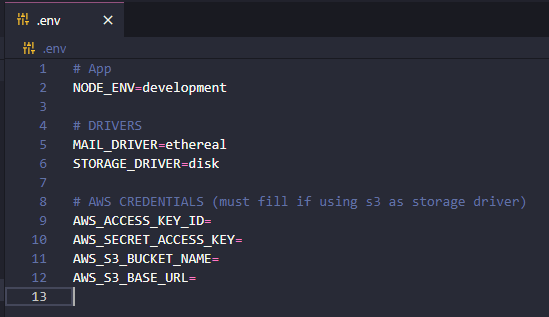 .env
.env
1 # App
2 NODE_ENV=development
3
4 # DRIVERS
5 MAIL_DRIVER=ethereal
6 STORAGE_DRIVER=disk
7
8 # AWS CREDENTIALS (must fill if using s3 as storage driver)
9 AWS_ACCESS_KEY_ID=
10 AWS_SECRET_ACCESS_KEY=
11 AWS_S3_BUCKET_NAME=
12 AWS_S3_BASE_URL=
13